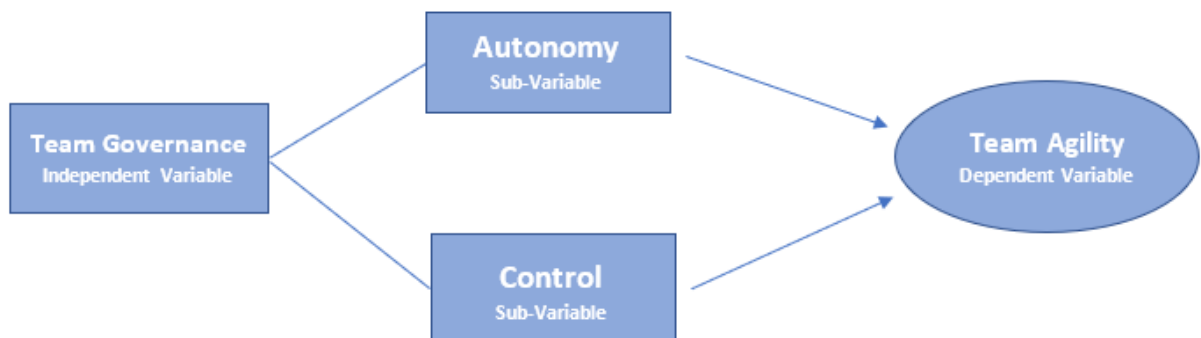 Autonomy
Sub-Variable
Team Governance
Independent Variable
Team Agility
Dependent Variable
Control
Sub-Variable